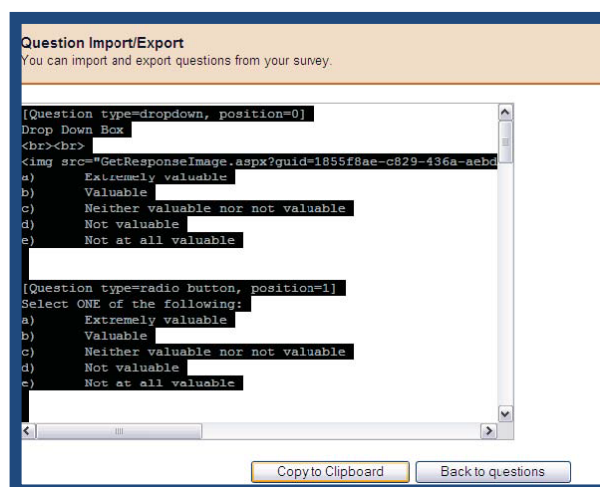 Question Import/Export
You can import and export questions from your survey.
[Question type=dropdown, position=0]
Drop Down Box
<br><br>
<img src="GetResponseImage.aspx?guid=1855f8ae-c829-436a-aebd
a) Extremely valuable
b) Valuable
c) Neither valuable nor not valuable
d) Not valuable
e) Not at all valuable
[Question type=radio button, position=1]
Select ONE of the following:
a) Extremely valuable
b) Valuable
c) Neither valuable nor not valuable
d) Not valuable
e) Not at all valuable
Copy to Clipboard Back to questions